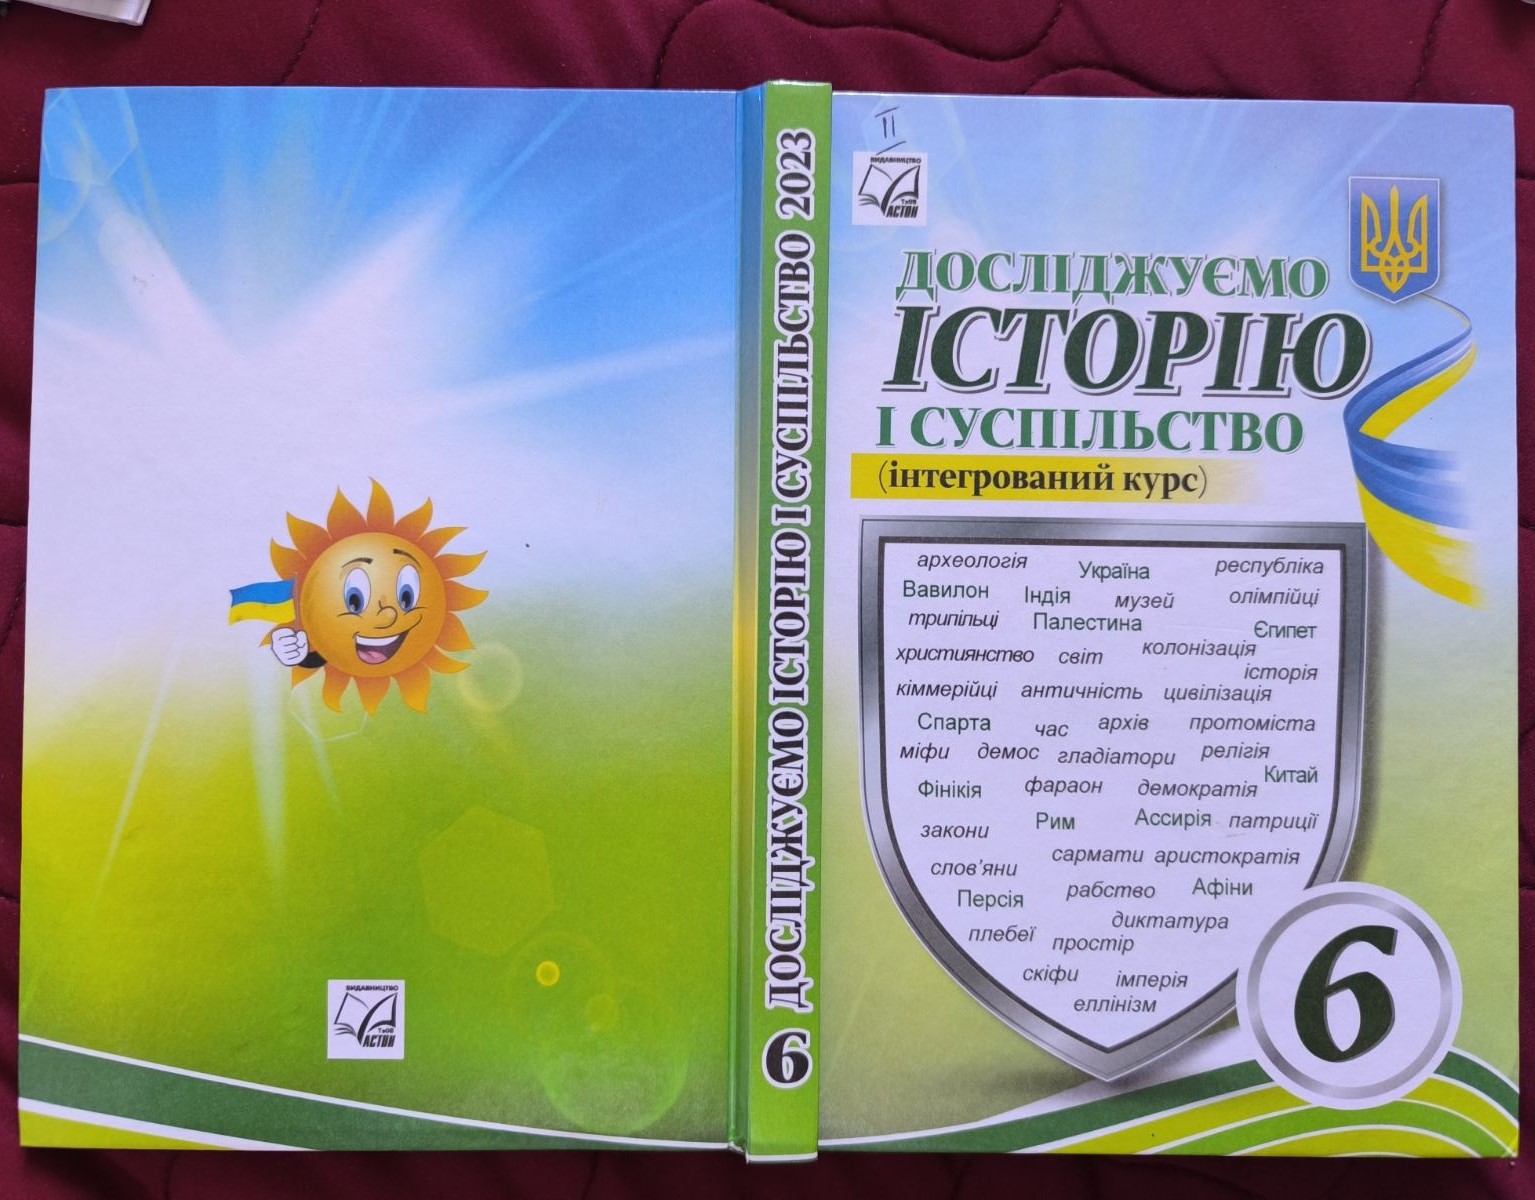 ВИДАВНИЦТВО
ТзОВ
АСТОН
6 ДОСЛІДЖУЄМО ІСТОРІЮ І СУСПІЛЬСТВО 2023
II
ВИДАВНИЦТВО
ТзОВ
АСТОН
ДОСЛІДЖУЄМО
ІСТОРІЮ
І СУСПІЛЬСТВО
(інтегрований курс)
археологія Україна республіка
Вавилон Індія музей олімпійці
трипільці Палестина Єгипет
християнство світ колонізація
історія
кіммерійці античність цивілізація
Спарта час архів протоміста
міфи демос гладіатори релігія
Китай
Фінікія фараон демократія
закони Рим Ассирія патриції
слов'яни сармати аристократія
Персія рабство Афіни
диктатура
плебеї простір
скіфи імперія
еллінізм
6